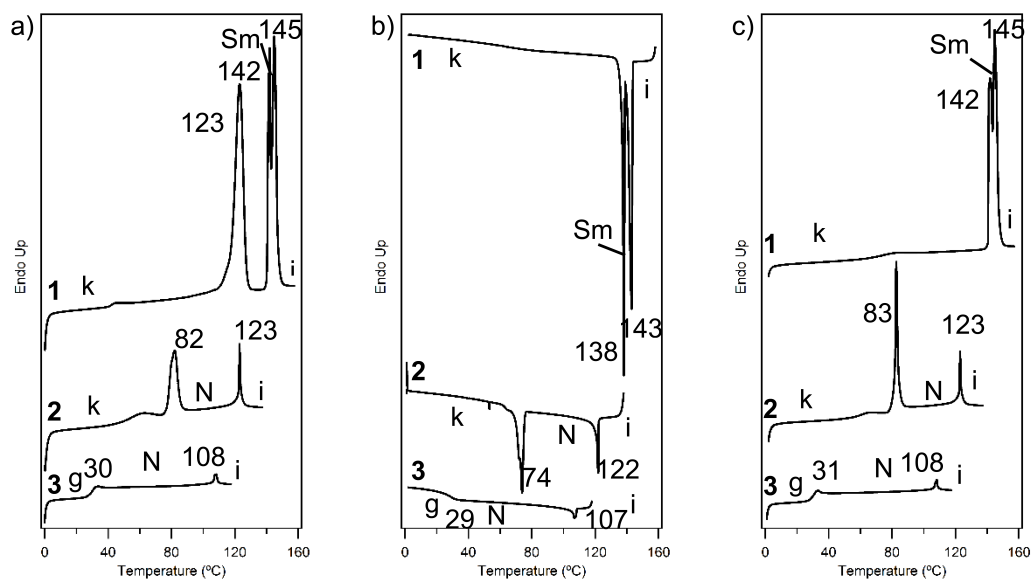 a)
145
Sm
142
123
i
1 k
82
123
N
i
k
2
N 108
g 30
i
3
Endo Up
0 40 80 120 160
Temperature (ºC)
b)
1 k
i
Sm
143
138
2
k
N
i
74 122
3
g
29 N 107 i
Endo Up
0 40 80 120 160
Temperature (ºC)
c)
145
Sm
142
k
i
1
83
123
N
i
k
2
31 N 108
g
i
3
Endo Up
0 40 80 120 160
Temperature (ºC)